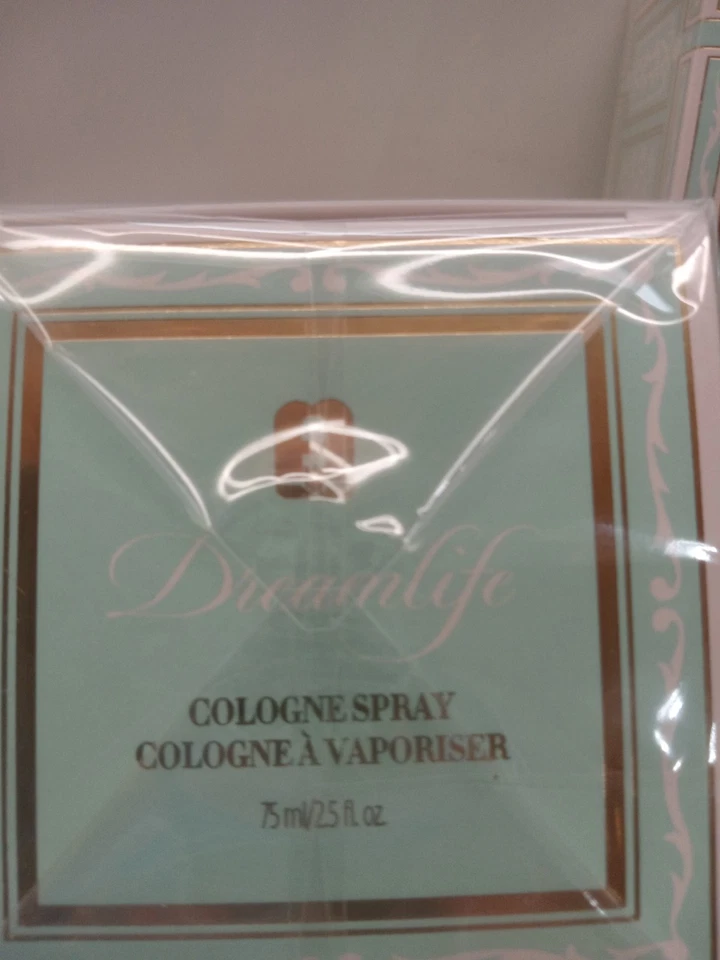 Dreamlife
COLOGNE SPRAY
COLOGNE À VAPORISER
75 ml/2.5 fl. oz.